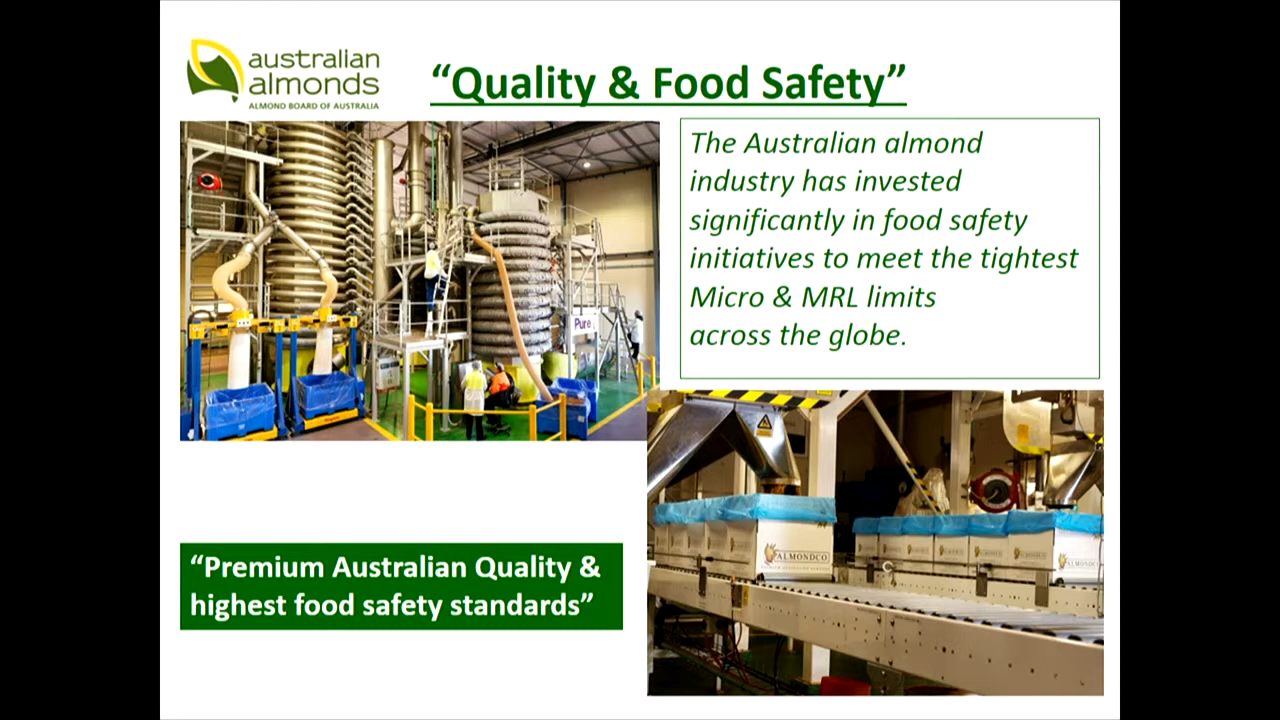 australian
almonds
ALMOND BOARD OF AUSTRALIA
“Quality & Food Safety”
The Australian almond
industry has invested
significantly in food safety
initiatives to meet the tightest
Micro & MRL limits
across the globe.
Pure
ALMONDCO
“Premium Australian Quality &
highest food safety standards”